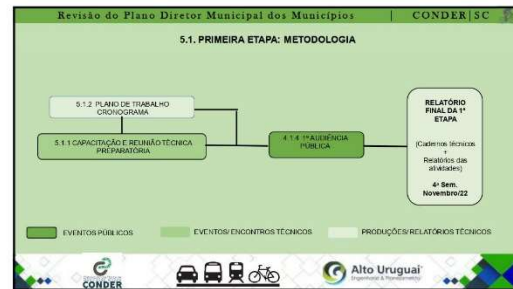 Revisão do Plano Diretor Municipal dos Municípios | CONDER|SC
5.1. PRIMEIRA ETAPA: METODOLOGIA
5.1.2 PLANO DE TRABALHO
CRONOGRAMA
5.1.1 CAPACITAÇÃO E REUNIÃO TÉCNICA
PREPARATÓRIA
4.1.4 1ª AUDIÊNCIA
PÚBLICA
RELATÓRIO
FINAL DA 1ª
ETAPA
(Cadernos técnicos
+
Relatórios das
atividades)
4ª Sem.
Novembro/22
EVENTOS PÚBLICOS
EVENTOS/ENCONTROS TÉCNICOS
PRODUÇÕES/RELATÓRIOS TÉCNICOS
CONDER
Alto Uruguai
Engenharia & Planejamento